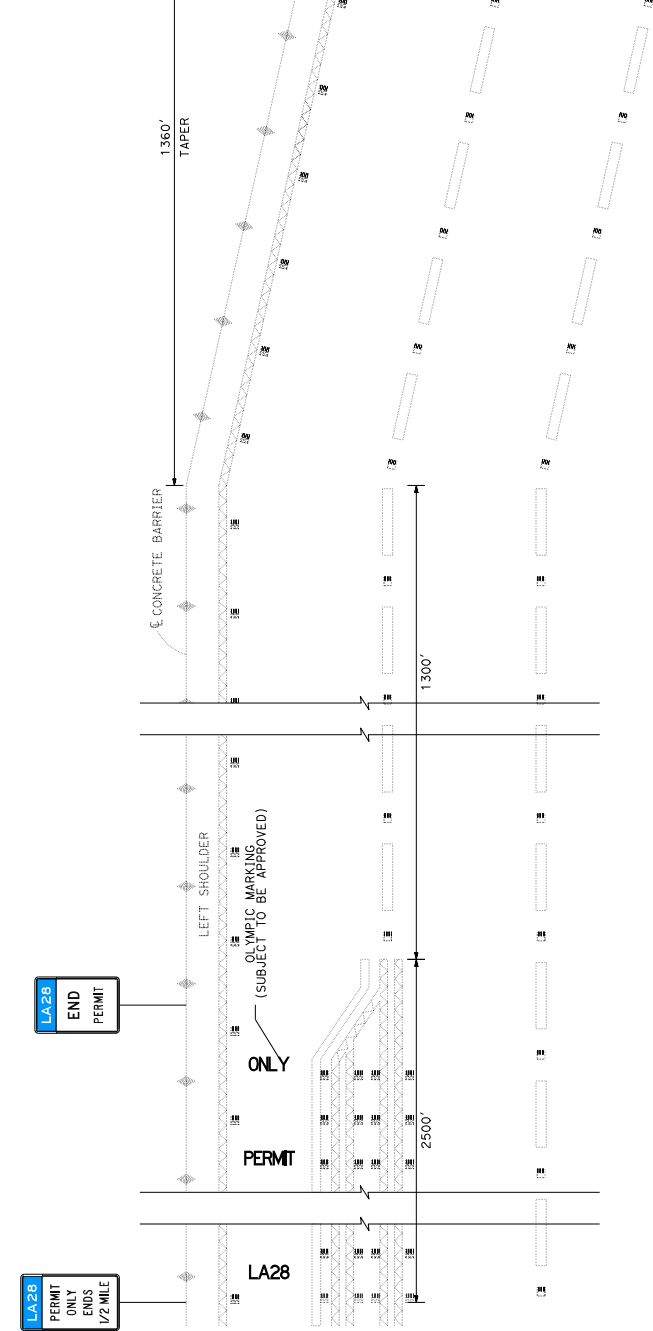 1360'
TAPER
℄ CONCRETE BARRIER
1300'
LEFT SHOULDER
OLYMPIC MARKING
(SUBJECT TO BE APPROVED)
LA28
END
PERMIT
ONLY
PERMIT
2500'
LA28
LA28
PERMIT
ONLY
ENDS
1/2 MILE